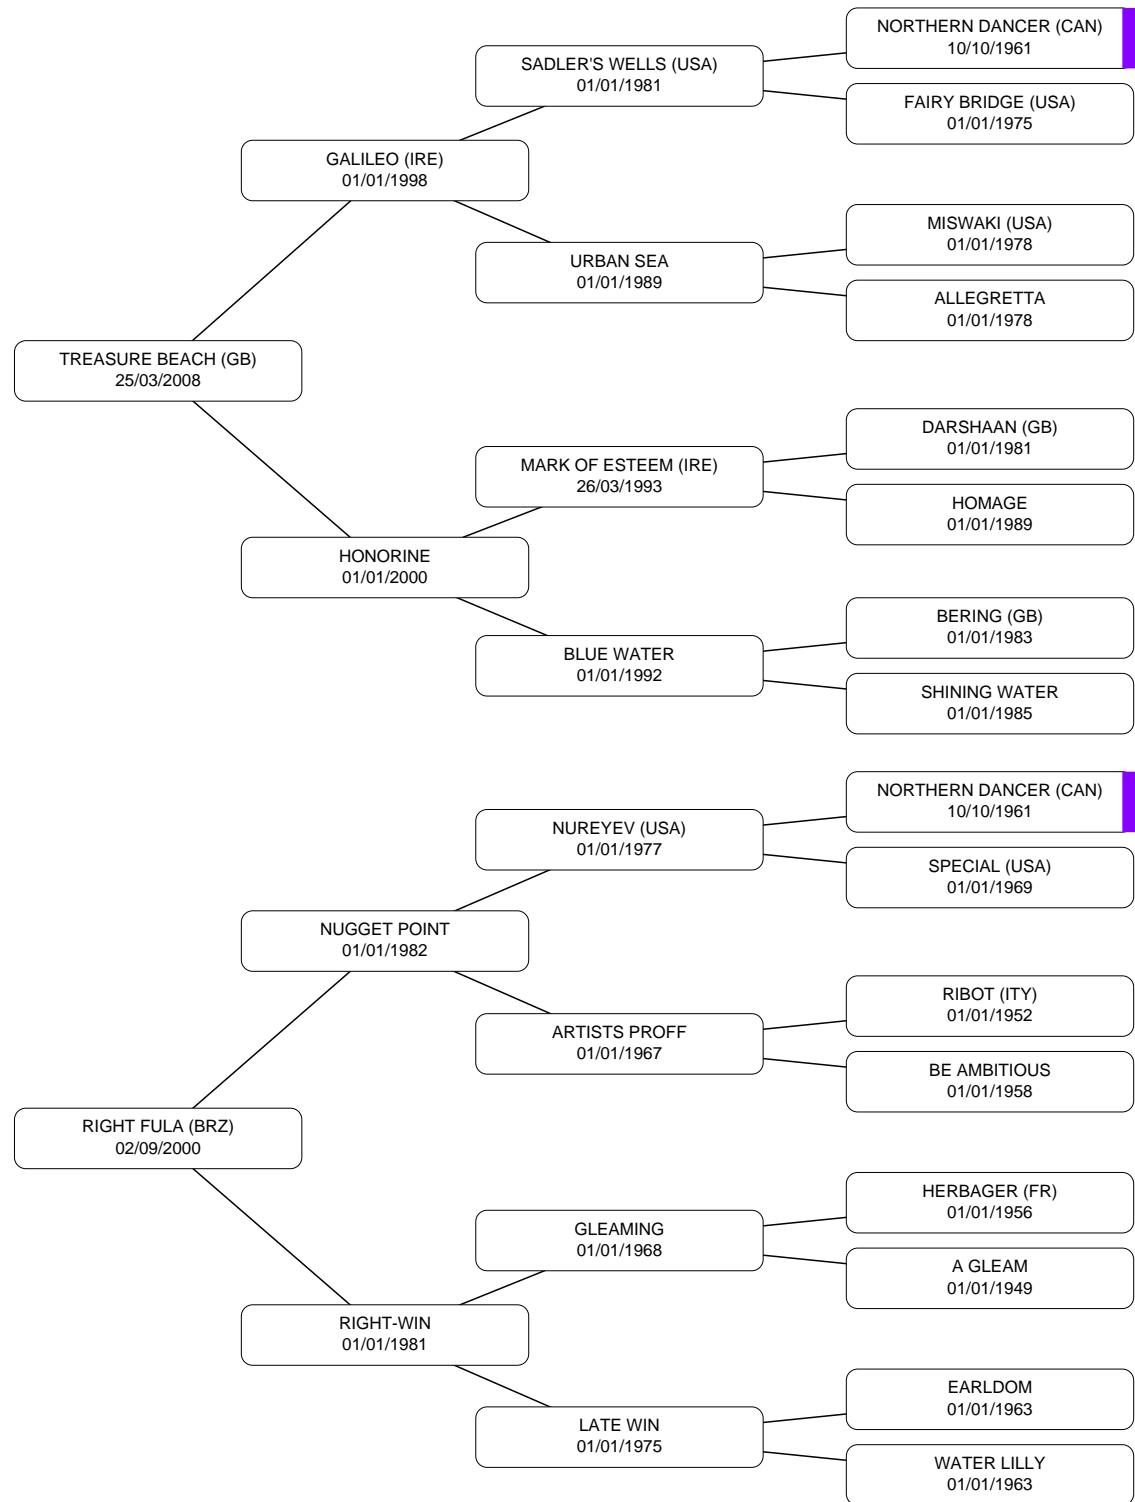 NORTHERN DANCER (CAN)
10/10/1961
SADLER'S WELLS (USA)
01/01/1981
FAIRY BRIDGE (USA)
01/01/1975
GALILEO (IRE)
01/01/1998
MISWAKI (USA)
01/01/1978
URBAN SEA
01/01/1989
ALLEGRETTA
01/01/1978
TREASURE BEACH (GB)
25/03/2008
DARSHAAN (GB)
01/01/1981
MARK OF ESTEEM (IRE)
26/03/1993
HOMAGE
01/01/1989
HONORINE
01/01/2000
BERING (GB)
01/01/1983
BLUE WATER
01/01/1992
SHINING WATER
01/01/1985
NORTHERN DANCER (CAN)
10/10/1961
NUREYEV (USA)
01/01/1977
SPECIAL (USA)
01/01/1969
NUGGET POINT
01/01/1982
RIBOT (ITY)
01/01/1952
ARTISTS PROFF
01/01/1967
BE AMBITIOUS
01/01/1958
RIGHT FULA (BRZ)
02/09/2000
HERBAGER (FR)
01/01/1956
GLEAMING
01/01/1968
A GLEAM
01/01/1949
RIGHT-WIN
01/01/1981
EARLDOM
01/01/1963
LATE WIN
01/01/1975
WATER LILLY
01/01/1963